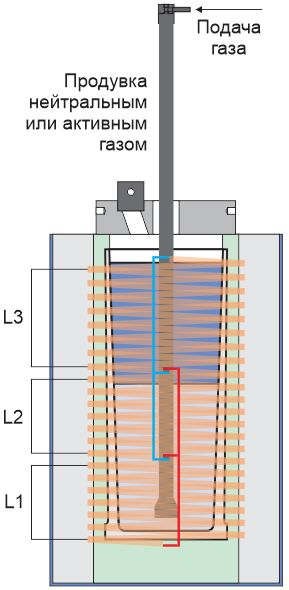 Подача
газа
Продувка
нейтральным
или активным
газом
L3
L2
L1